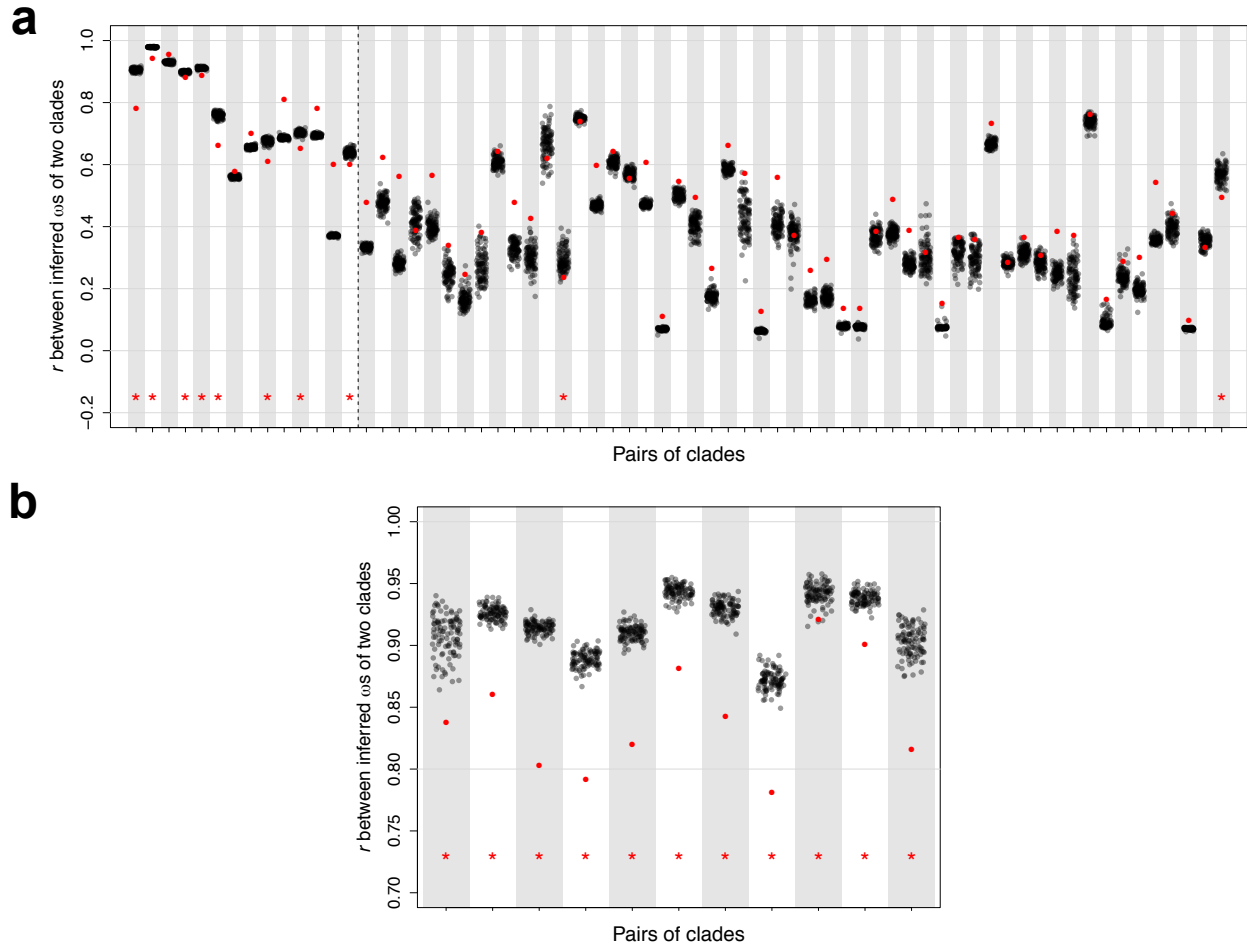 a
r between inferred ωs of two clades
1.0
0.8
0.6
0.4
0.2
0.0
−0.2
* * * * * * * * * *
Pairs of clades
b
r between inferred ωs of two clades
1.00
0.95
0.90
0.85
0.80
0.75
0.70
* * * * * * * * * * *
Pairs of clades